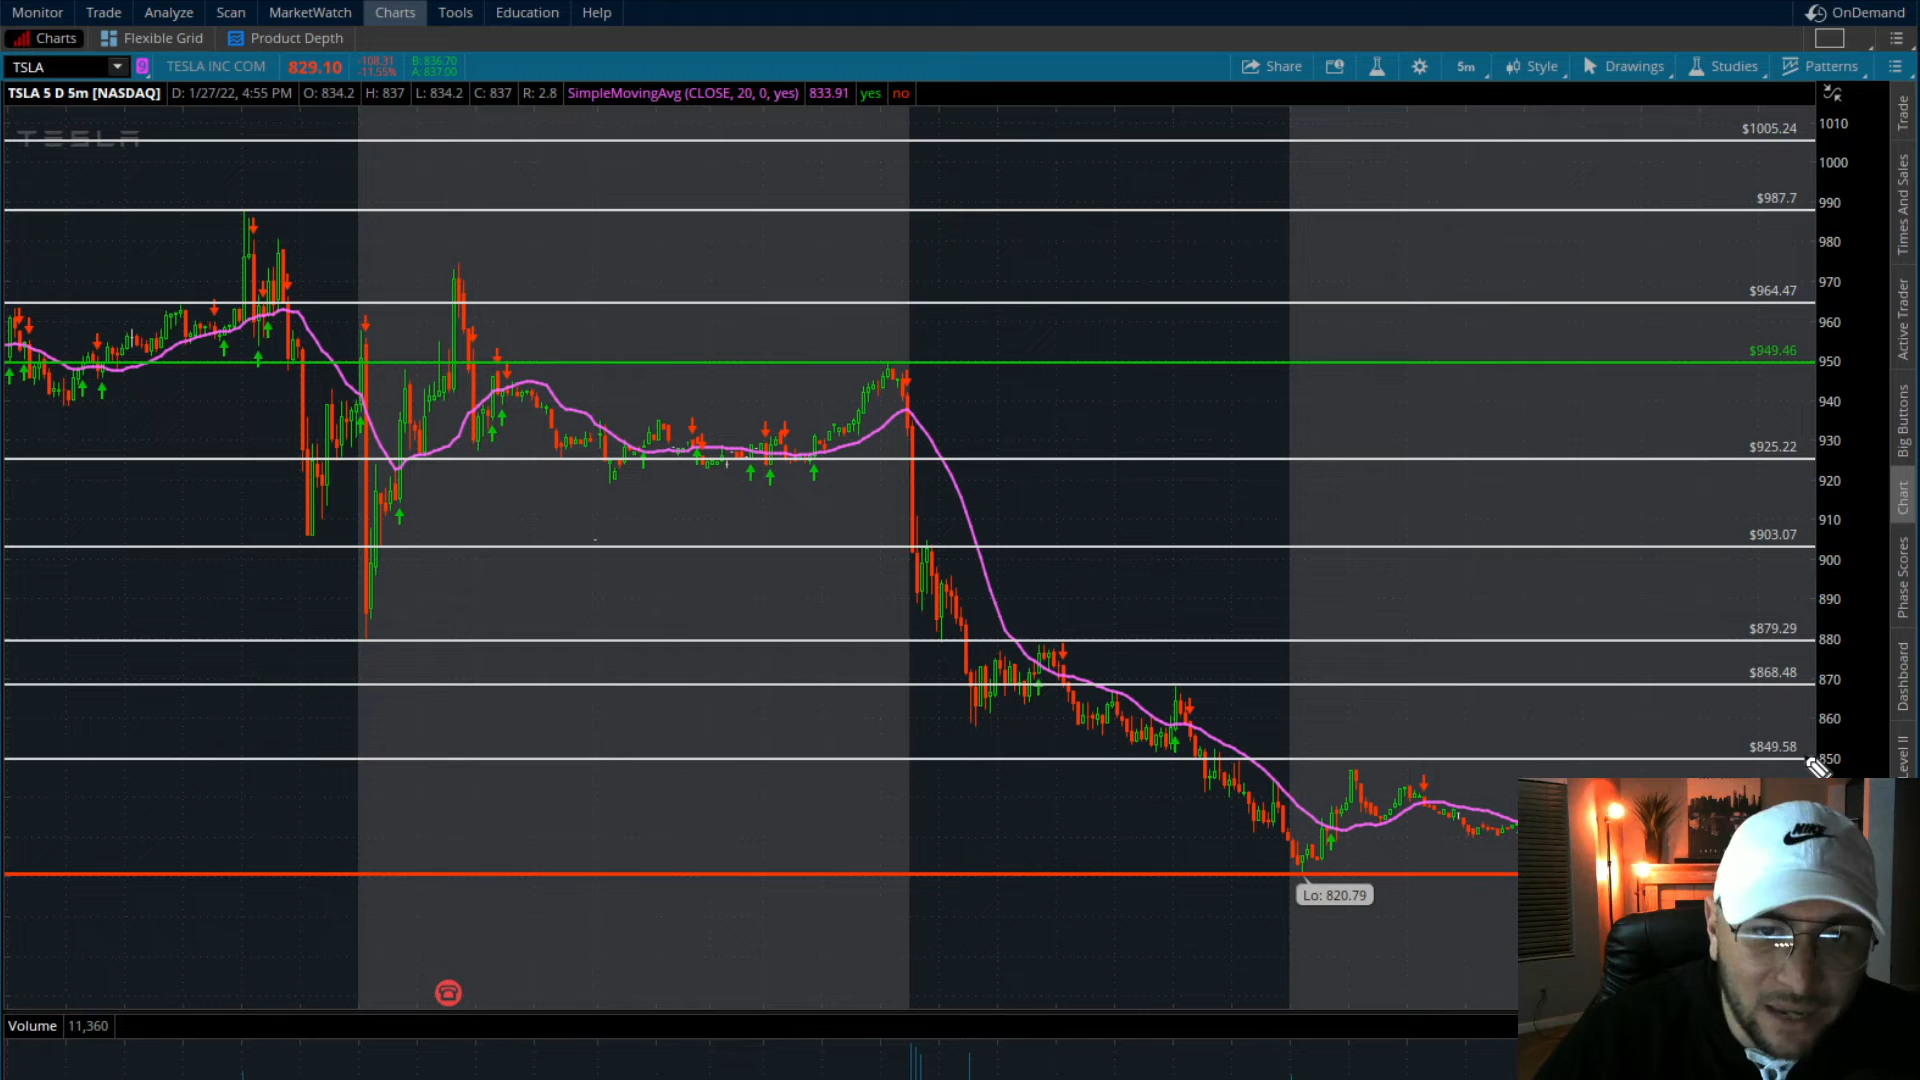 Monitor Trade Analyze Scan MarketWatch Charts Tools Education Help OnDemand
Charts Flexible Grid Product Depth
TSLA 9 TESLA INC COM 829.10 -108.31 -11.55% B: 836.70 A: 837.00 Share 5m Style Drawings Studies Patterns
TSLA 5 D 5m [NASDAQ] D: 1/27/22, 4:55 PM O: 834.2 H: 837 L: 834.2 C: 837 R: 2.8 SimpleMovingAvg (CLOSE, 20, 0, yes) 833.91 yes no
TESLA
$1005.24
$987.7
$964.47
$949.46
$925.22
$903.07
$879.29
$868.48
$849.58
1010
1000
990
980
970
960
950
940
930
920
910
900
890
880
870
860
850
Trade
Times And Sales
Active Trader
Big Buttons
Chart
Phase Scores
Dashboard
Level II
Lo: 820.79
NIKE
Volume 11,360